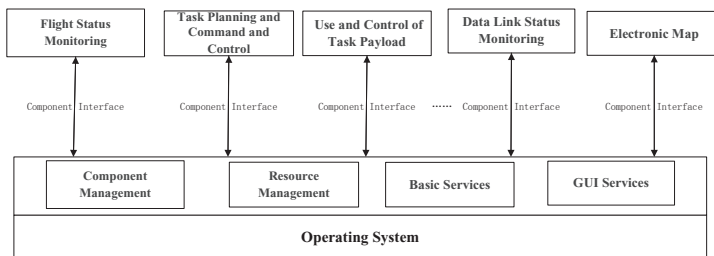 Flight Status
Monitoring
Task Planning and
Command and
Control
Use and Control of
Task Payload
Data Link Status
Monitoring
Electronic Map
Component Interface
Component Interface
Component Interface
......
Component Interface
Component Interface
Component
Management
Resource
Management
Basic Services
GUI Services
Operating System